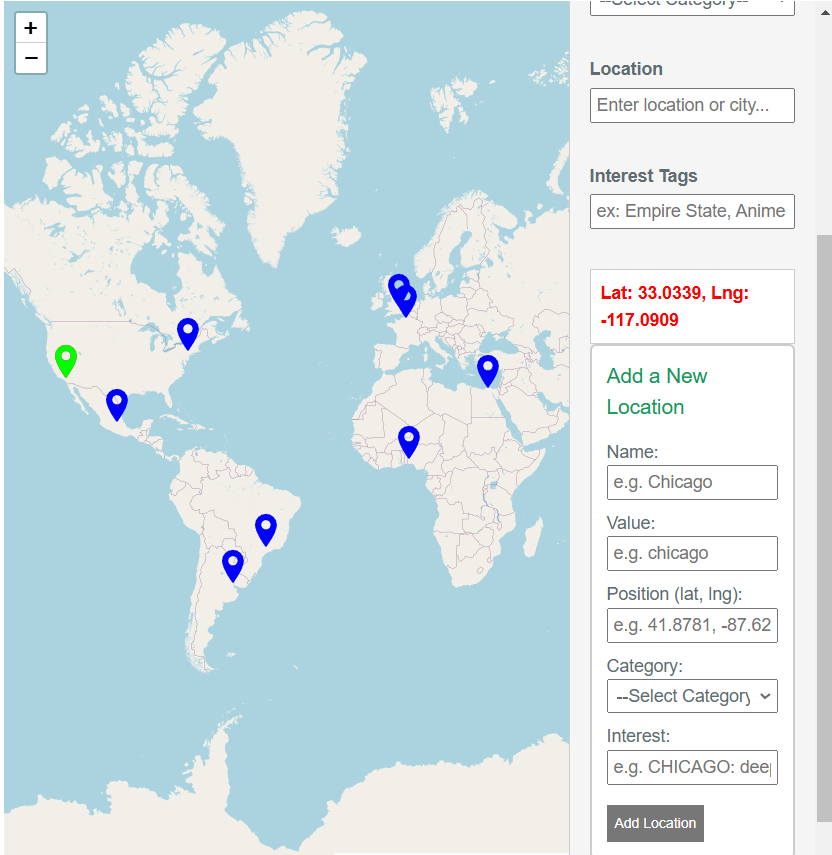 +
−
--Select Category--
Location
Enter location or city...
Interest Tags
ex: Empire State, Anime
Lat: 33.0339, Lng:
-117.0909
Add a New
Location
Name:
e.g. Chicago
Value:
e.g. chicago
Position (lat, lng):
e.g. 41.8781, -87.62
Category:
--Select Category
Interest:
e.g. CHICAGO: deep
Add Location